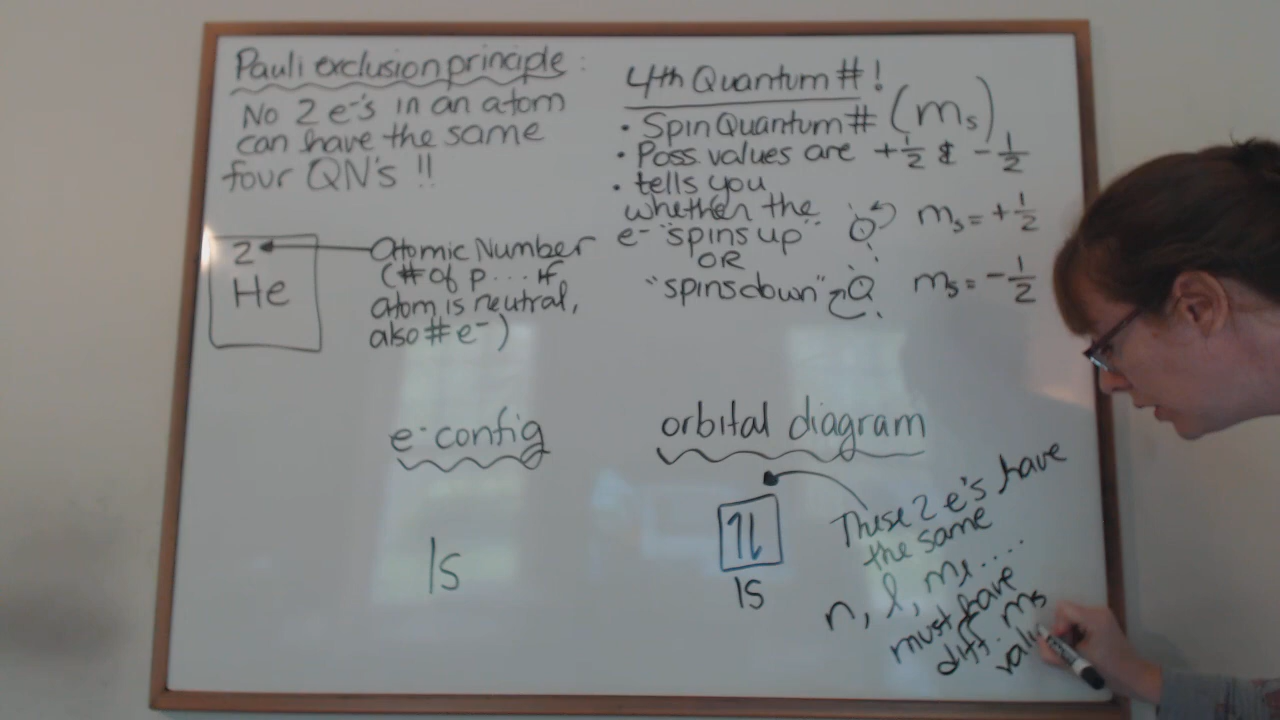 Pauli exclusion principle:
No 2 e-'s in an atom
can have the same
four QN's !!
2
He
Atomic Number
(# of p... if
atom is neutral,
also # e-)
4th Quantum # !
• Spin Quantum # (ms)
• Poss values are +1/2 & -1/2
• tells you
whether the
e- "spins up"
OR
"spins down"
ms = +1/2
ms = -1/2
e- config
1s
orbital diagram
↑↓
1s
These 2 e's have
the same
n, l, ml....
must have
diff. ms
valu